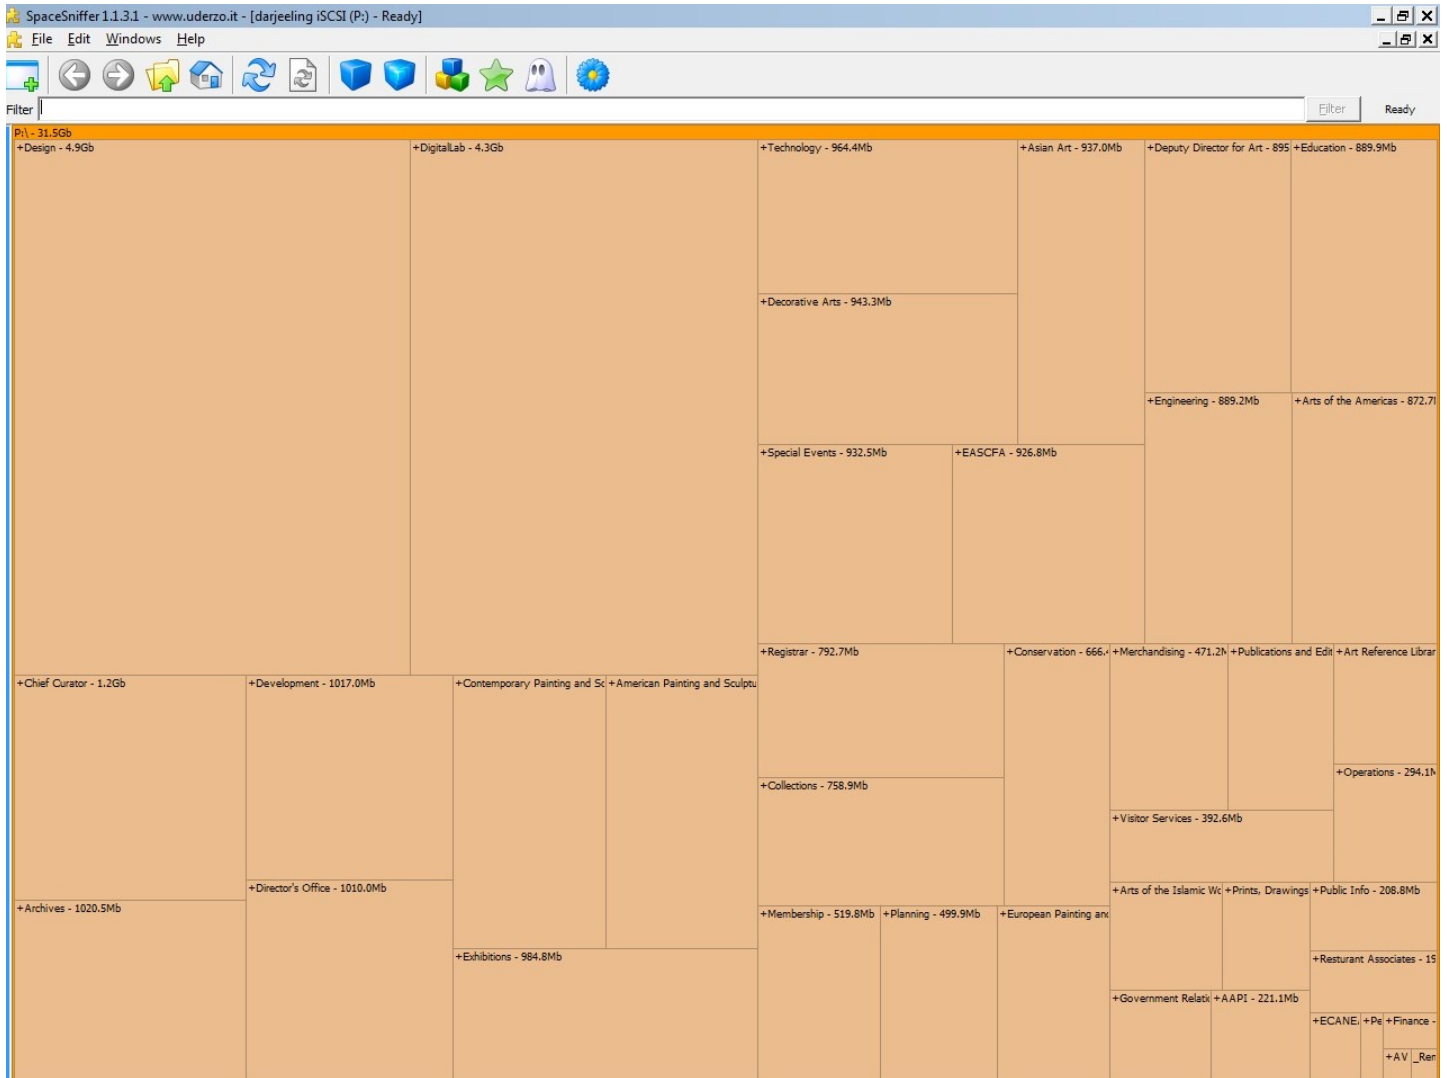 SpaceSniffer 1.1.3.1 - www.uderzo.it - [darjeeling iSCSI (P:) - Ready]
File Edit Windows Help
Filter Filter Ready
P:\ - 31.5Gb
+Design - 4.9Gb
+DigitalLab - 4.3Gb
+Technology - 964.4Mb
+Asian Art - 937.0Mb
+Deputy Director for Art - 895
+Education - 889.9Mb
+Decorative Arts - 943.3Mb
+Engineering - 889.2Mb
+Arts of the Americas - 872.7
+Special Events - 932.5Mb
+EASCFA - 926.8Mb
+Registrar - 792.7Mb
+Conservation - 666.
+Merchandising - 471.2
+Publications and Edit
+Art Reference Librar
+Chief Curator - 1.2Gb
+Development - 1017.0Mb
+Contemporary Painting and Sc
+American Painting and Sculptu
+Operations - 294.1
+Collections - 758.9Mb
+Visitor Services - 392.6Mb
+Director's Office - 1010.0Mb
+Arts of the Islamic Wo
+Prints, Drawings
+Public Info - 208.8Mb
+Archives - 1020.5Mb
+Membership - 519.8Mb
+Planning - 499.9Mb
+European Painting and
+Exhibitions - 984.8Mb
+Resturant Associates - 15
+Government Relati
+AAPI - 221.1Mb
+ECANE
+Pe
+Finance -
+AV
_Ren